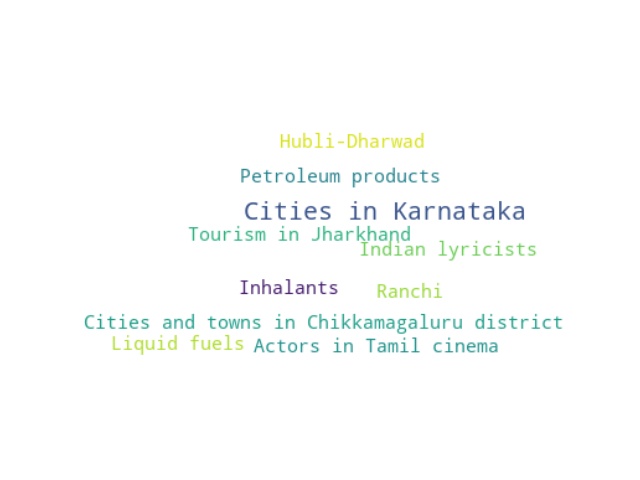 Hubli-Dharwad
Petroleum products
Cities in Karnataka
Tourism in Jharkhand
Indian lyricists
Inhalants
Ranchi
Cities and towns in Chikkamagaluru district
Liquid fuels
Actors in Tamil cinema